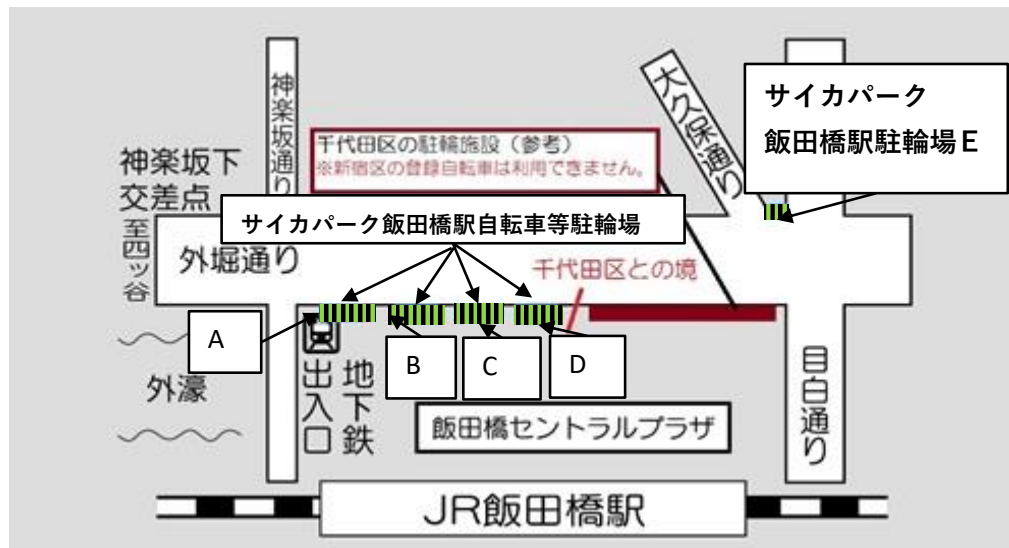 神楽坂通り
大久保通り
サイカパーク
飯田橋駅駐輪場E
千代田区の駐輪施設（参考）
※新宿区の登録自転車は利用できません。
神楽坂下
交差点
至四ッ谷
サイカパーク飯田橋駅自転車等駐輪場
外堀通り
千代田区との境
A
B
C
D
外濠
地下鉄
出入口
目白通り
飯田橋セントラルプラザ
JR飯田橋駅